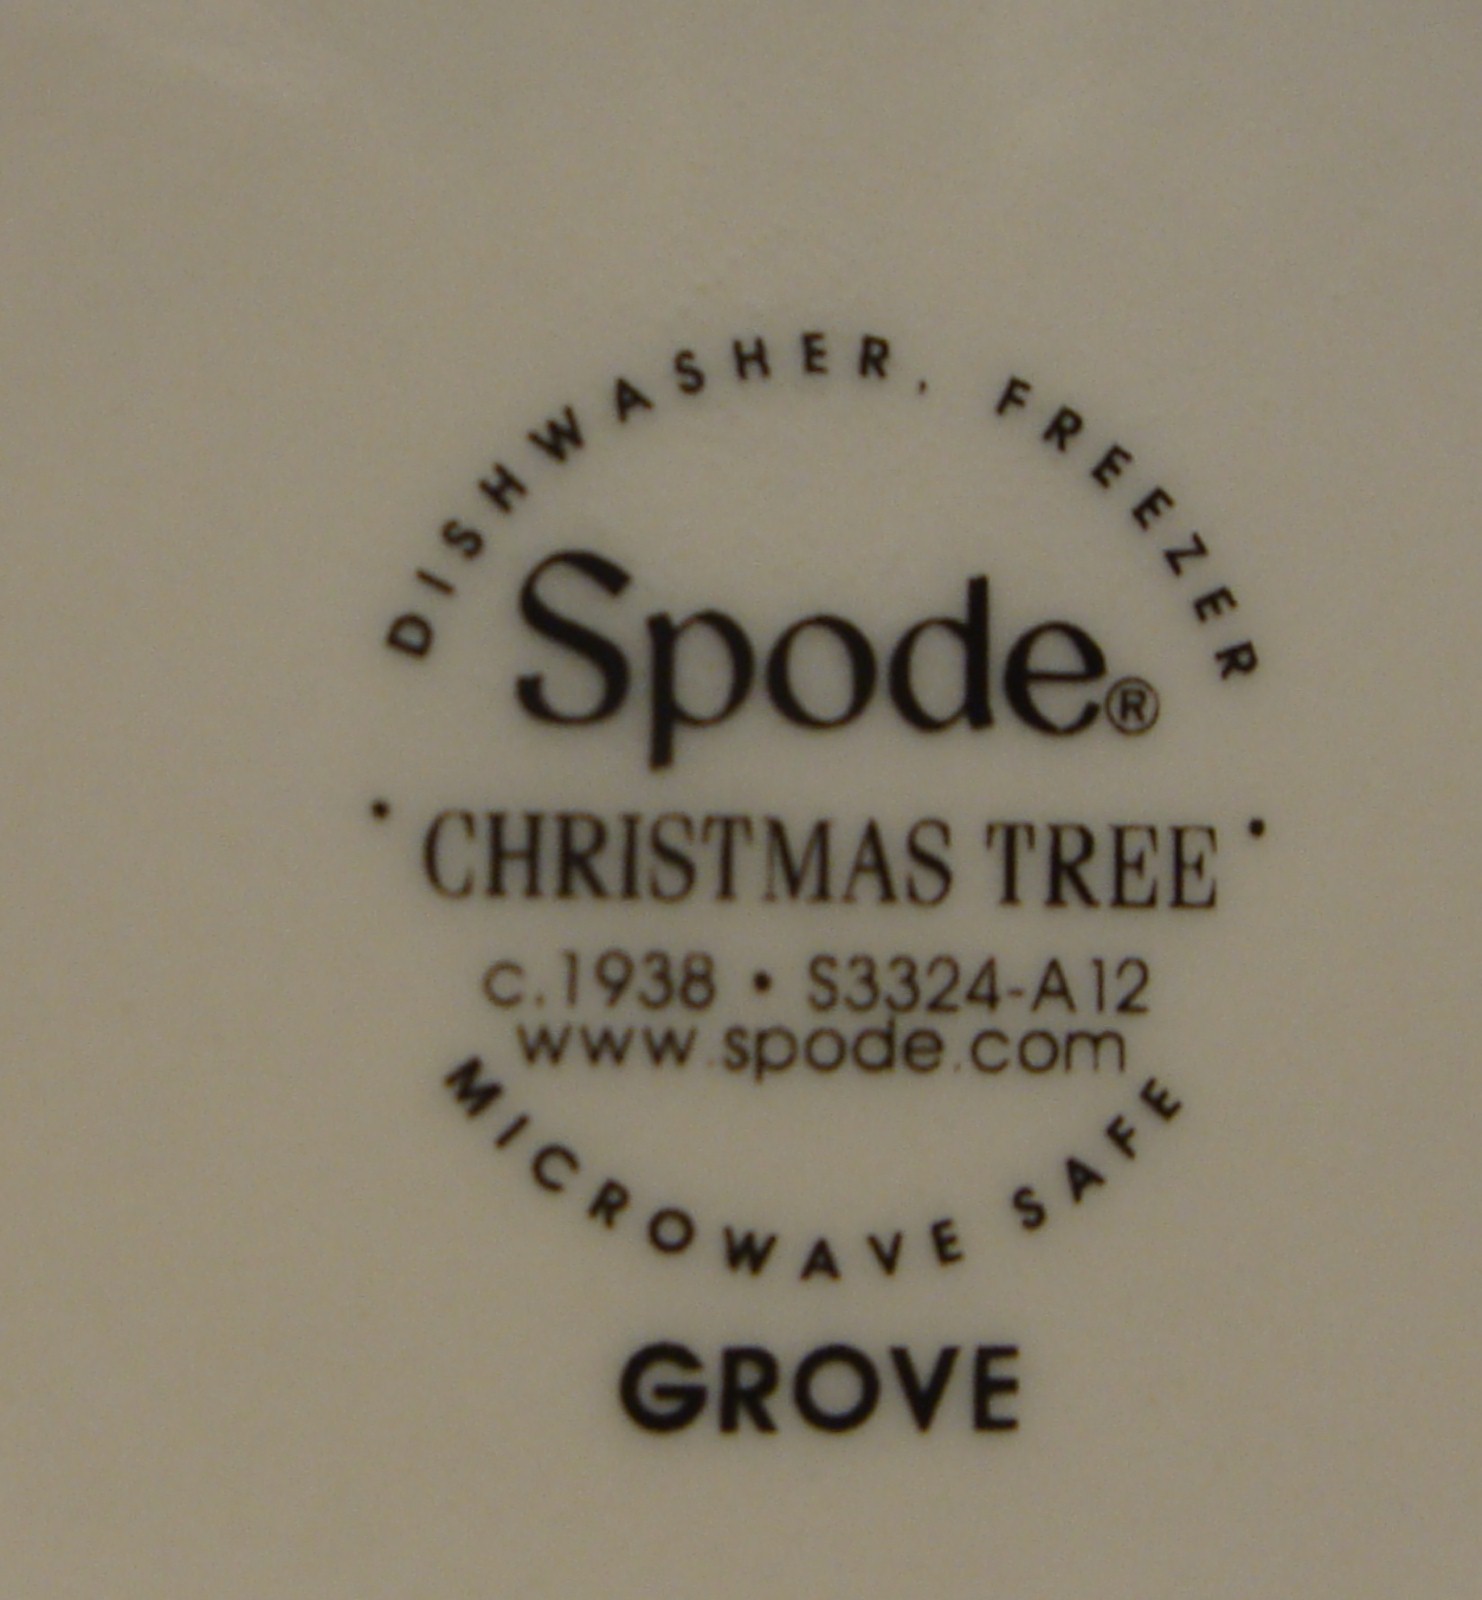 DISHWASHER, FREEZER
Spode®
• CHRISTMAS TREE •
c.1938 • S3324-A12
www.spode.com
MICROWAVE SAFE
GROVE